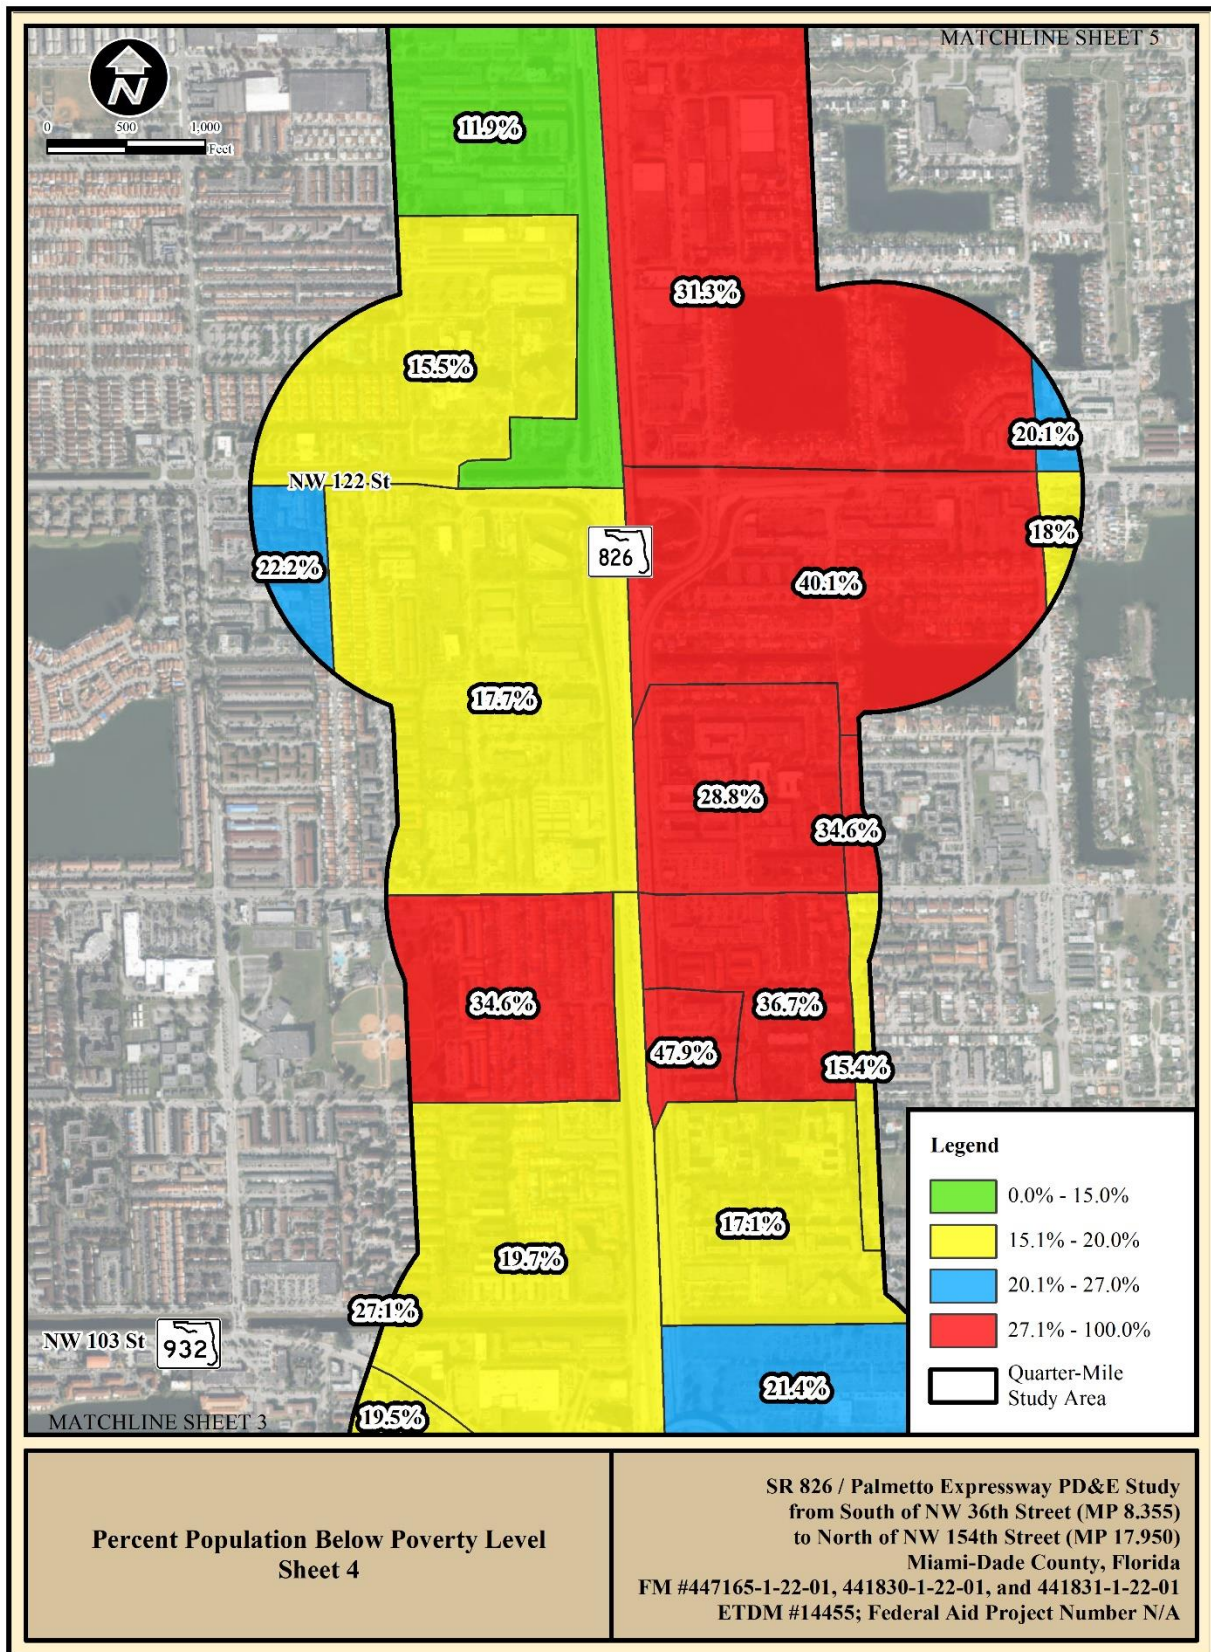 MATCHLINE SHEET 5
N
0 500 1,000
Feet
11.9%
31.3%
15.5%
20.1%
NW 122 St
18%
826
22.2%
40.1%
17.7%
28.8%
34.6%
34.6%
36.7%
47.9%
15.4%
17.1%
19.7%
27.1%
NW 103 St
932
21.4%
19.5%
MATCHLINE SHEET 3
Legend
0.0% - 15.0%
15.1% - 20.0%
20.1% - 27.0%
27.1% - 100.0%
Quarter-Mile
Study Area
Percent Population Below Poverty Level
Sheet 4
SR 826 / Palmetto Expressway PD&E Study
from South of NW 36th Street (MP 8.355)
to North of NW 154th Street (MP 17.950)
Miami-Dade County, Florida
FM #447165-1-22-01, 441830-1-22-01, and 441831-1-22-01
ETDM #14455; Federal Aid Project Number N/A